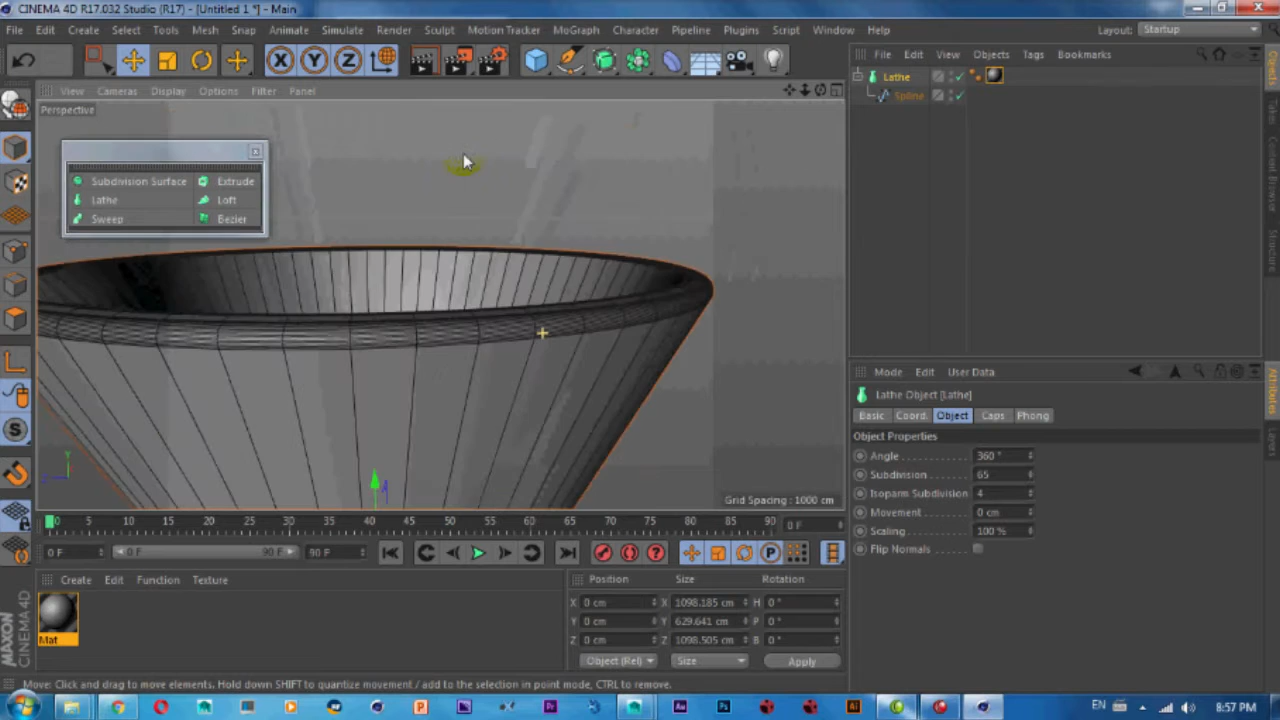 CINEMA 4D R17.032 Studio (R17) - [Untitled 1 *] - Main
File Edit Create Select Tools Mesh Snap Animate Simulate Render Sculpt Motion Tracker MoGraph Character Pipeline Plugins Script Window Help Layout: Startup
X Y Z
File Edit View Objects Tags Bookmarks
Lathe
Spline
View Cameras Display Options Filter Panel
Perspective
Subdivision Surface Extrude
Lathe Loft
Sweep Bezier
Y
Grid Spacing : 1000 cm
Objects
Takes
Content Browser
Structure
Attributes
Layers
Mode Edit User Data
Lathe Object [Lathe]
Basic Coord. Object Caps Phong
Object Properties
Angle 360 °
Subdivision 65
Isoparm Subdivision 4
Movement 0 cm
Scaling 100 %
Flip Normals
0 5 10 15 20 25 30 35 40 45 50 55 60 65 70 75 80 85 90 0 F
0 F 0 F 90 F 90 F
Create Edit Function Texture
Mat
Position Size Rotation
X 0 cm X 1098.185 cm H 0 °
Y 0 cm Y 629.641 cm P 0 °
Z 0 cm Z 1098.505 cm B 0 °
Object (Rel) Size Apply
MAXON
CINEMA 4D
Move: Click and drag to move elements. Hold down SHIFT to quantize movement / add to the selection in point mode, CTRL to remove.
EN 8:57 PM